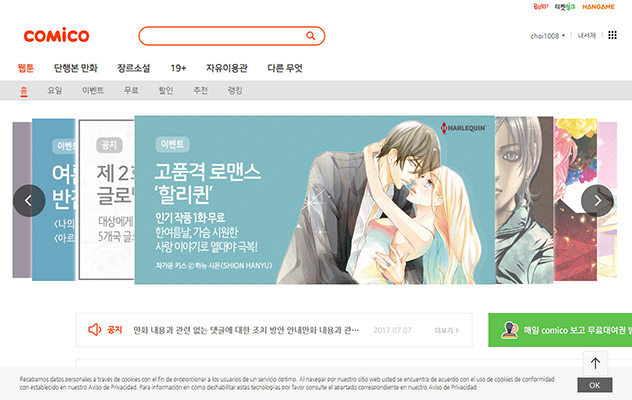 BUFF 티켓링크 HANGAME
comico
choi1008 내서재
웹툰 단행본 만화 장르소설 19+ 자유이용관 다른 무엇
홈 요일 이벤트 무료 할인 추천 랭킹
이벤트
여름
반전
<나의
<아르
공지
제 2회
글로벌
대상에게
5개국 글로
이벤트
HARLEQUIN
고품격 로맨스
'할리퀸'
인기 작품 1화 무료
한여름날, 가슴 시원한
사랑 이야기로 열대야 극복!
차가운 키스 ⓒ 하뉴 시온(SHION HANYU)
공지 만화 내용과 관련 없는 댓글에 대한 조치 방안 안내만화 내용과 관… 2017.07.07 더보기 >
매일 comico 보고 무료대여권 받
Recabamos datos personales a través de cookies con el fin de proporcionar a los usuarios de un servicio óptimo. Al navegar por nuestro sitio web usted se encuentra de acuerdo con el uso de cookies de conformidad
con establecido en nuestro Aviso de Privacidad. Para información en cómo deshabilitar estas tecnologías por favor consulte el apartado correspondiente en nuestro Aviso de Privacidad
OK